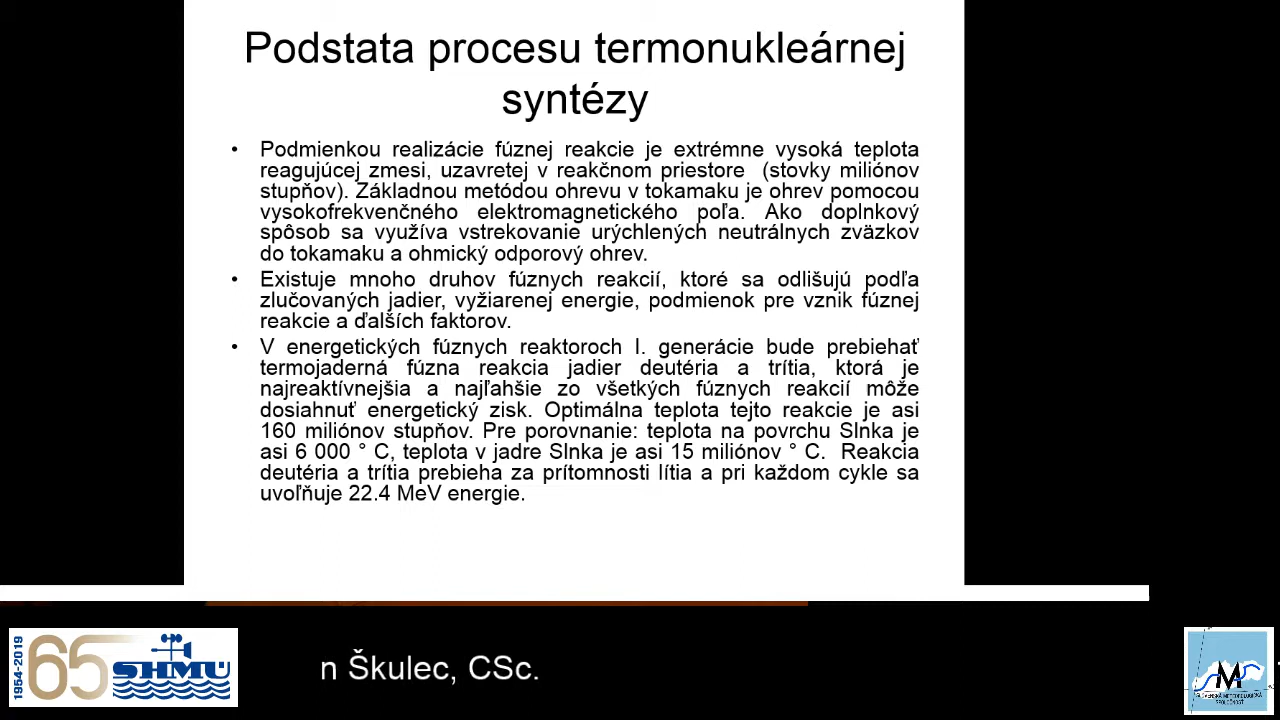 Podstata procesu termonukleárnej
syntézy
• Podmienkou realizácie fúznej reakcie je extrémne vysoká teplota
reagujúcej zmesi, uzavretej v reakčnom priestore (stovky miliónov
stupňov). Základnou metódou ohrevu v tokamaku je ohrev pomocou
vysokofrekvenčného elektromagnetického poľa. Ako doplnkový
spôsob sa využíva vstrekovanie urýchlených neutrálnych zväzkov
do tokamaku a ohmický odporový ohrev.
• Existuje mnoho druhov fúznych reakcií, ktoré sa odlišujú podľa
zlučovaných jadier, vyžiarenej energie, podmienok pre vznik fúznej
reakcie a ďalších faktorov.
• V energetických fúznych reaktoroch I. generácie bude prebiehať
termojaderná fúzna reakcia jadier deutéria a trítia, ktorá je
najreaktívnejšia a najľahšie zo všetkých fúznych reakcií môže
dosiahnuť energetický zisk. Optimálna teplota tejto reakcie je asi
160 miliónov stupňov. Pre porovnanie: teplota na povrchu Slnka je
asi 6 000 ° C, teplota v jadre Slnka je asi 15 miliónov ° C. Reakcia
deutéria a trítia prebieha za prítomnosti lítia a pri každom cykle sa
uvoľňuje 22.4 MeV energie.
1954-2019
65
SHMÚ
n Škulec, CSc.
M
SLOVENSKÁ METEOROLOGICKÁ
SPOLOČNOSŤ